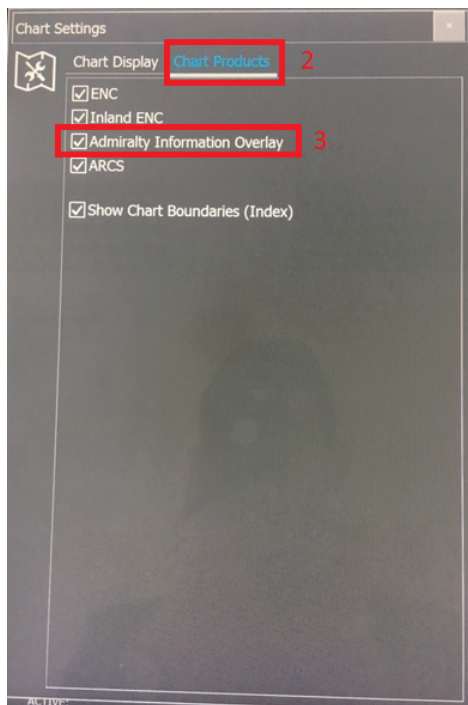 Chart Settings
Chart Display Chart Products 2
ENC
Inland ENC
Admiralty Information Overlay 3
ARCS
Show Chart Boundaries (Index)
ACTIVE